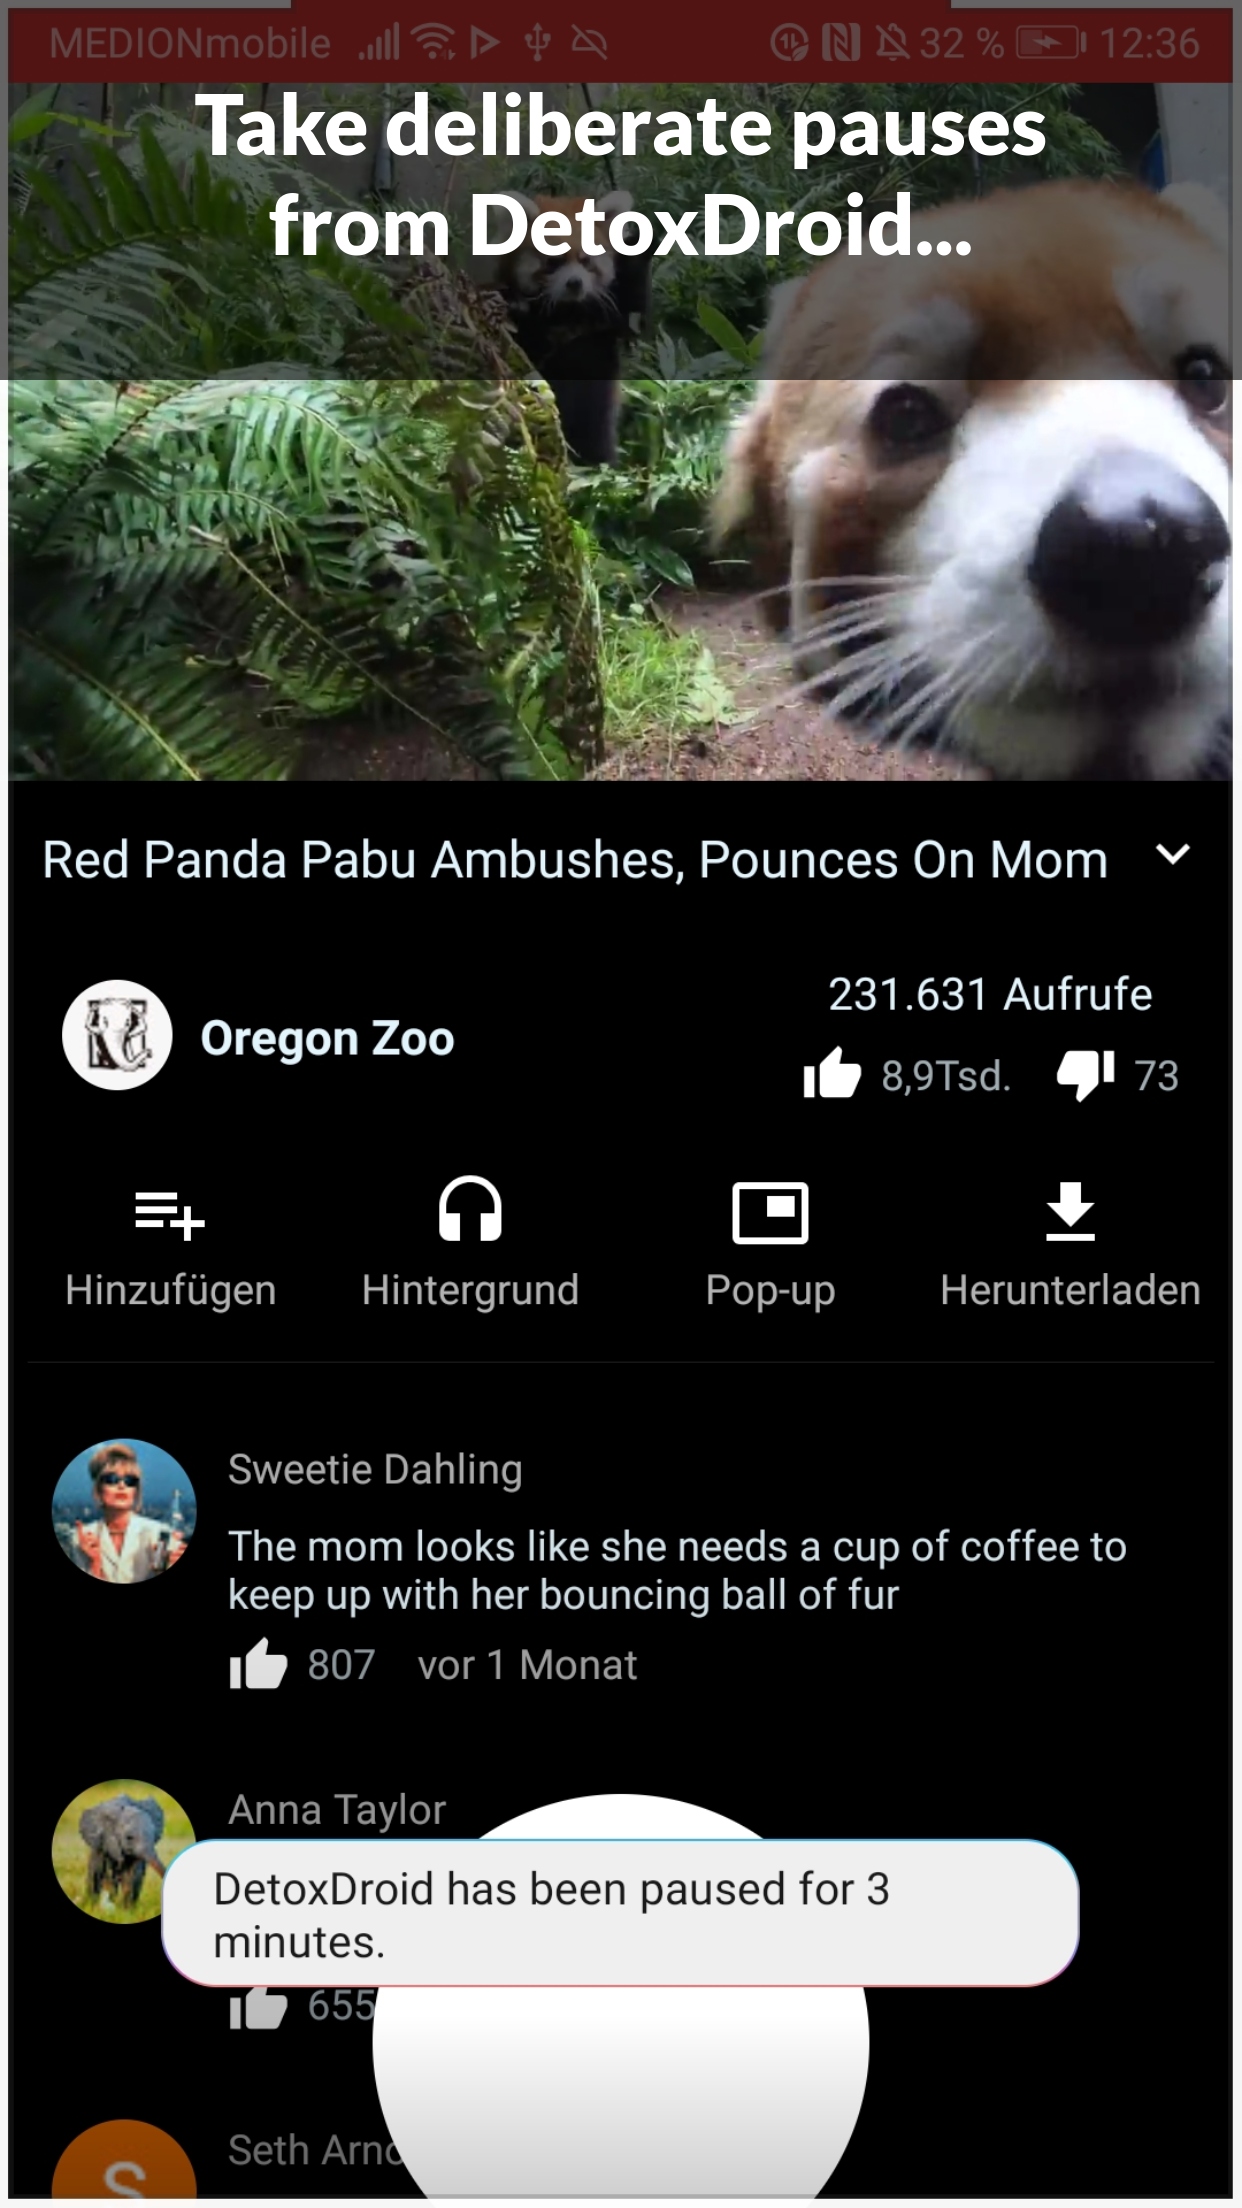 MEDIONmobile 32 % 12:36
Take deliberate pauses
from DetoxDroid...
Red Panda Pabu Ambushes, Pounces On Mom
Oregon Zoo
231.631 Aufrufe
8,9Tsd. 73
Hinzufügen Hintergrund Pop-up Herunterladen
Sweetie Dahling
The mom looks like she needs a cup of coffee to
keep up with her bouncing ball of fur
807 vor 1 Monat
Anna Taylor
DetoxDroid has been paused for 3
minutes.
655
S
Seth